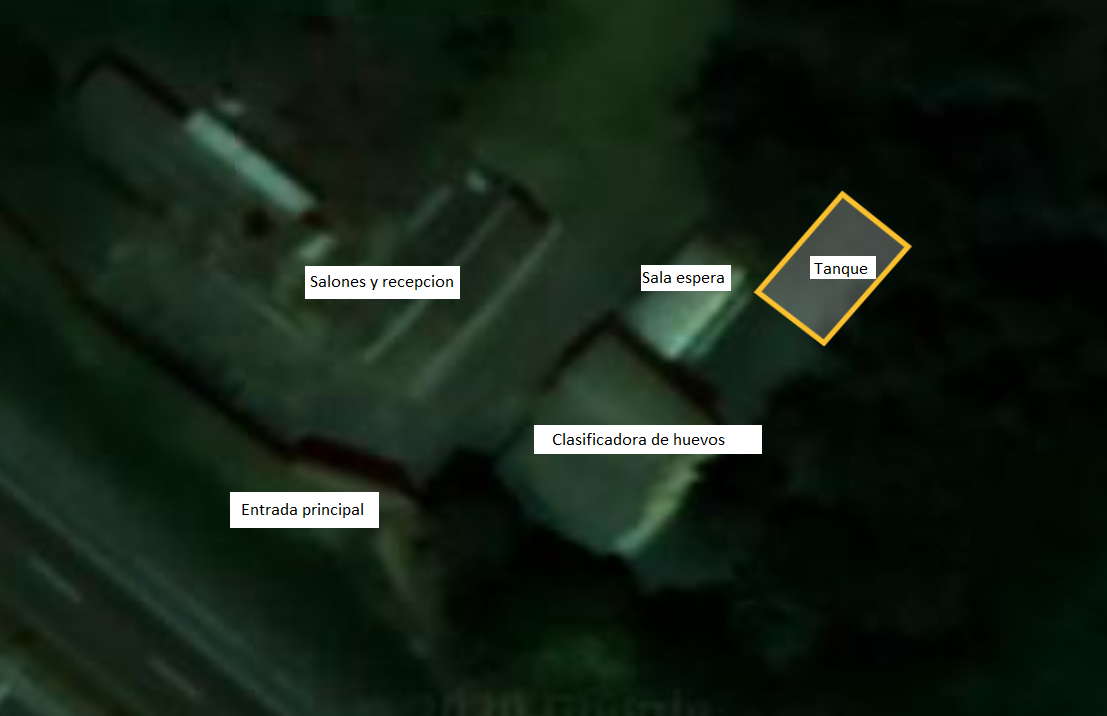 Sala espera
Tanque
Salones y recepcion
Clasificadora de huevos
Entrada principal